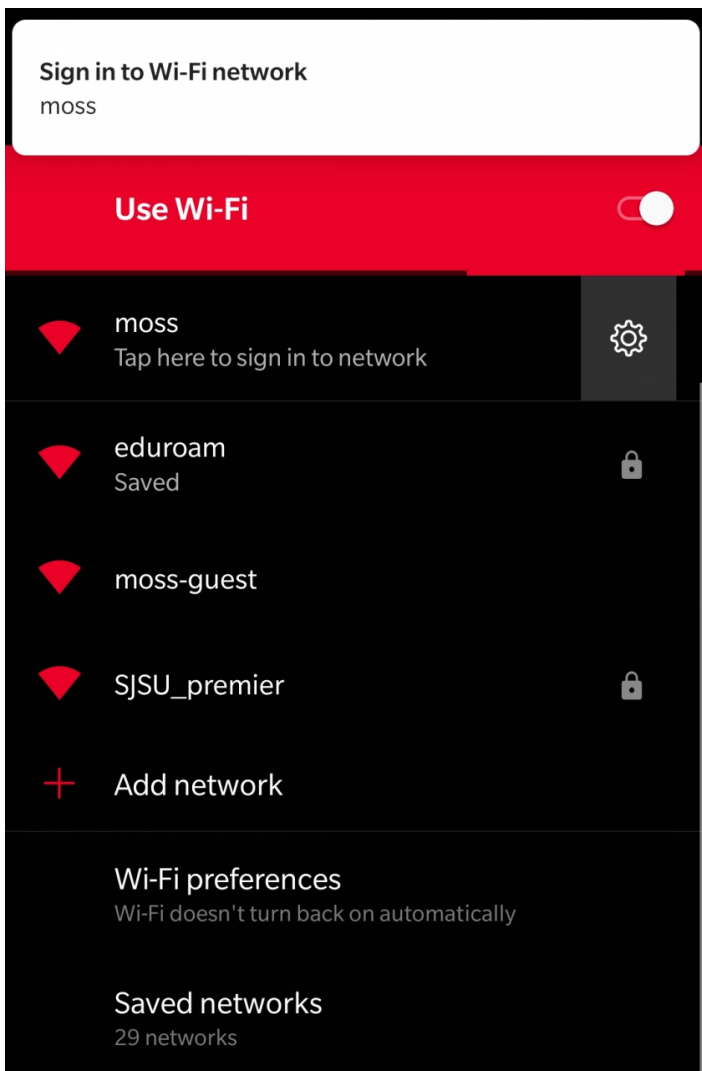 Sign in to Wi-Fi network
moss
Use Wi-Fi
moss
Tap here to sign in to network
eduroam
Saved
moss-guest
SJSU_premier
Add network
Wi-Fi preferences
Wi-Fi doesn't turn back on automatically
Saved networks
29 networks